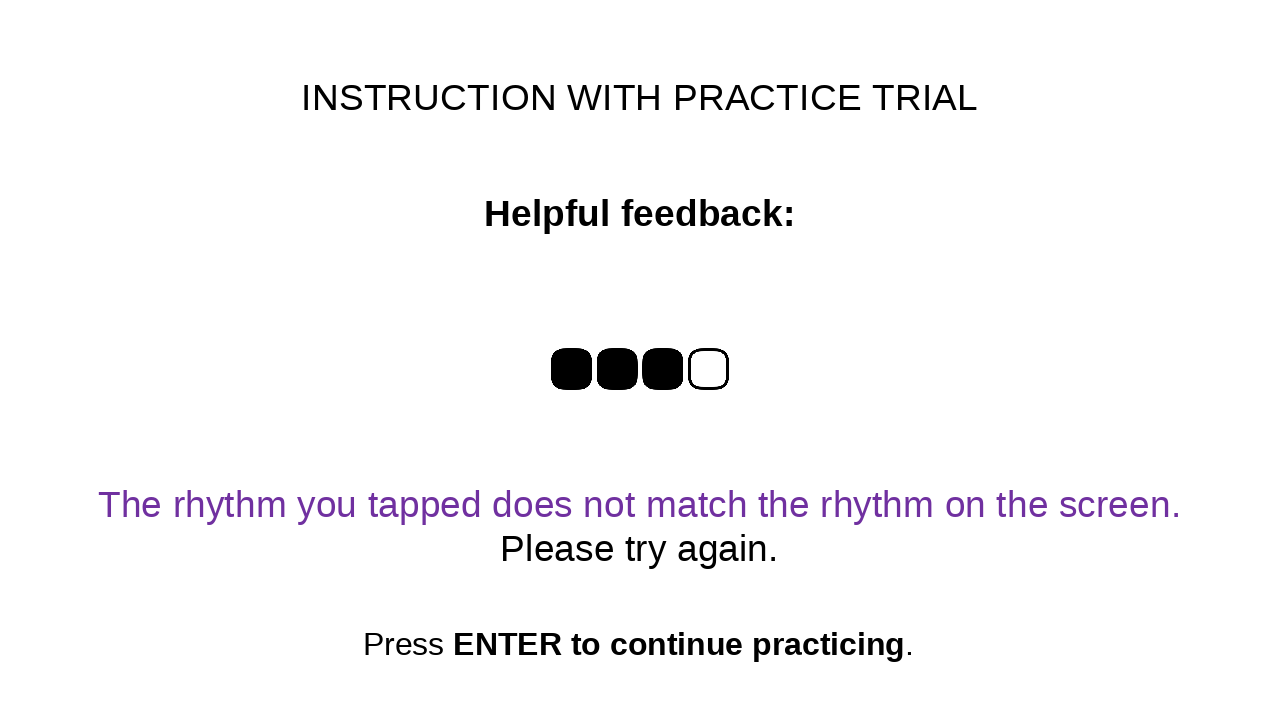 INSTRUCTION WITH PRACTICE TRIAL
Helpful feedback:
The rhythm you tapped does not match the rhythm on the screen.
Please try again.
Press ENTER to continue practicing.